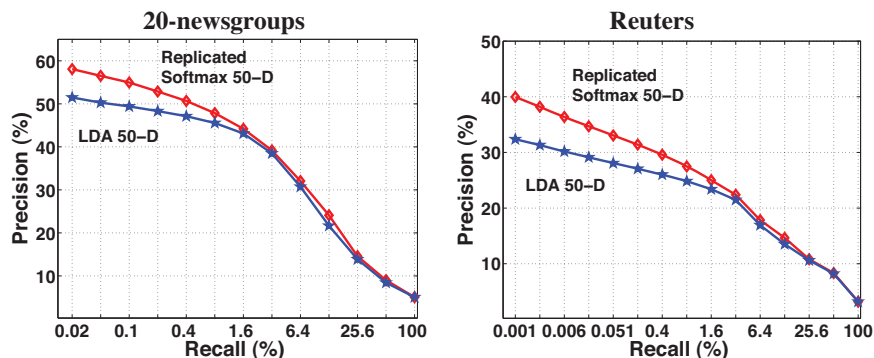 20-newsgroups
Precision (%)
60
50
40
30
20
10
Replicated
Softmax 50-D
LDA 50-D
0.02 0.1 0.4 1.6 6.4 25.6 100
Recall (%)
Reuters
Precision (%)
50
40
30
20
10
Replicated
Softmax 50-D
LDA 50-D
0.001 0.006 0.051 0.4 1.6 6.4 25.6 100
Recall (%)